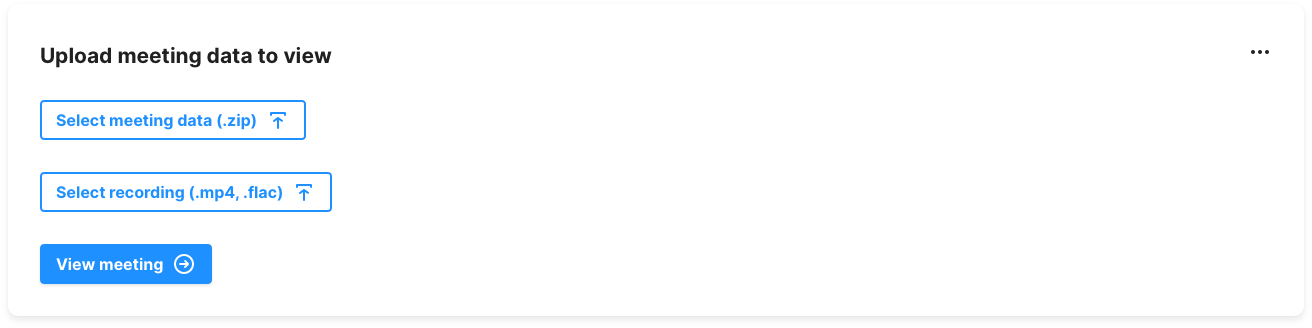 Upload meeting data to view
Select meeting data (.zip)
Select recording (.mp4, .flac)
View meeting